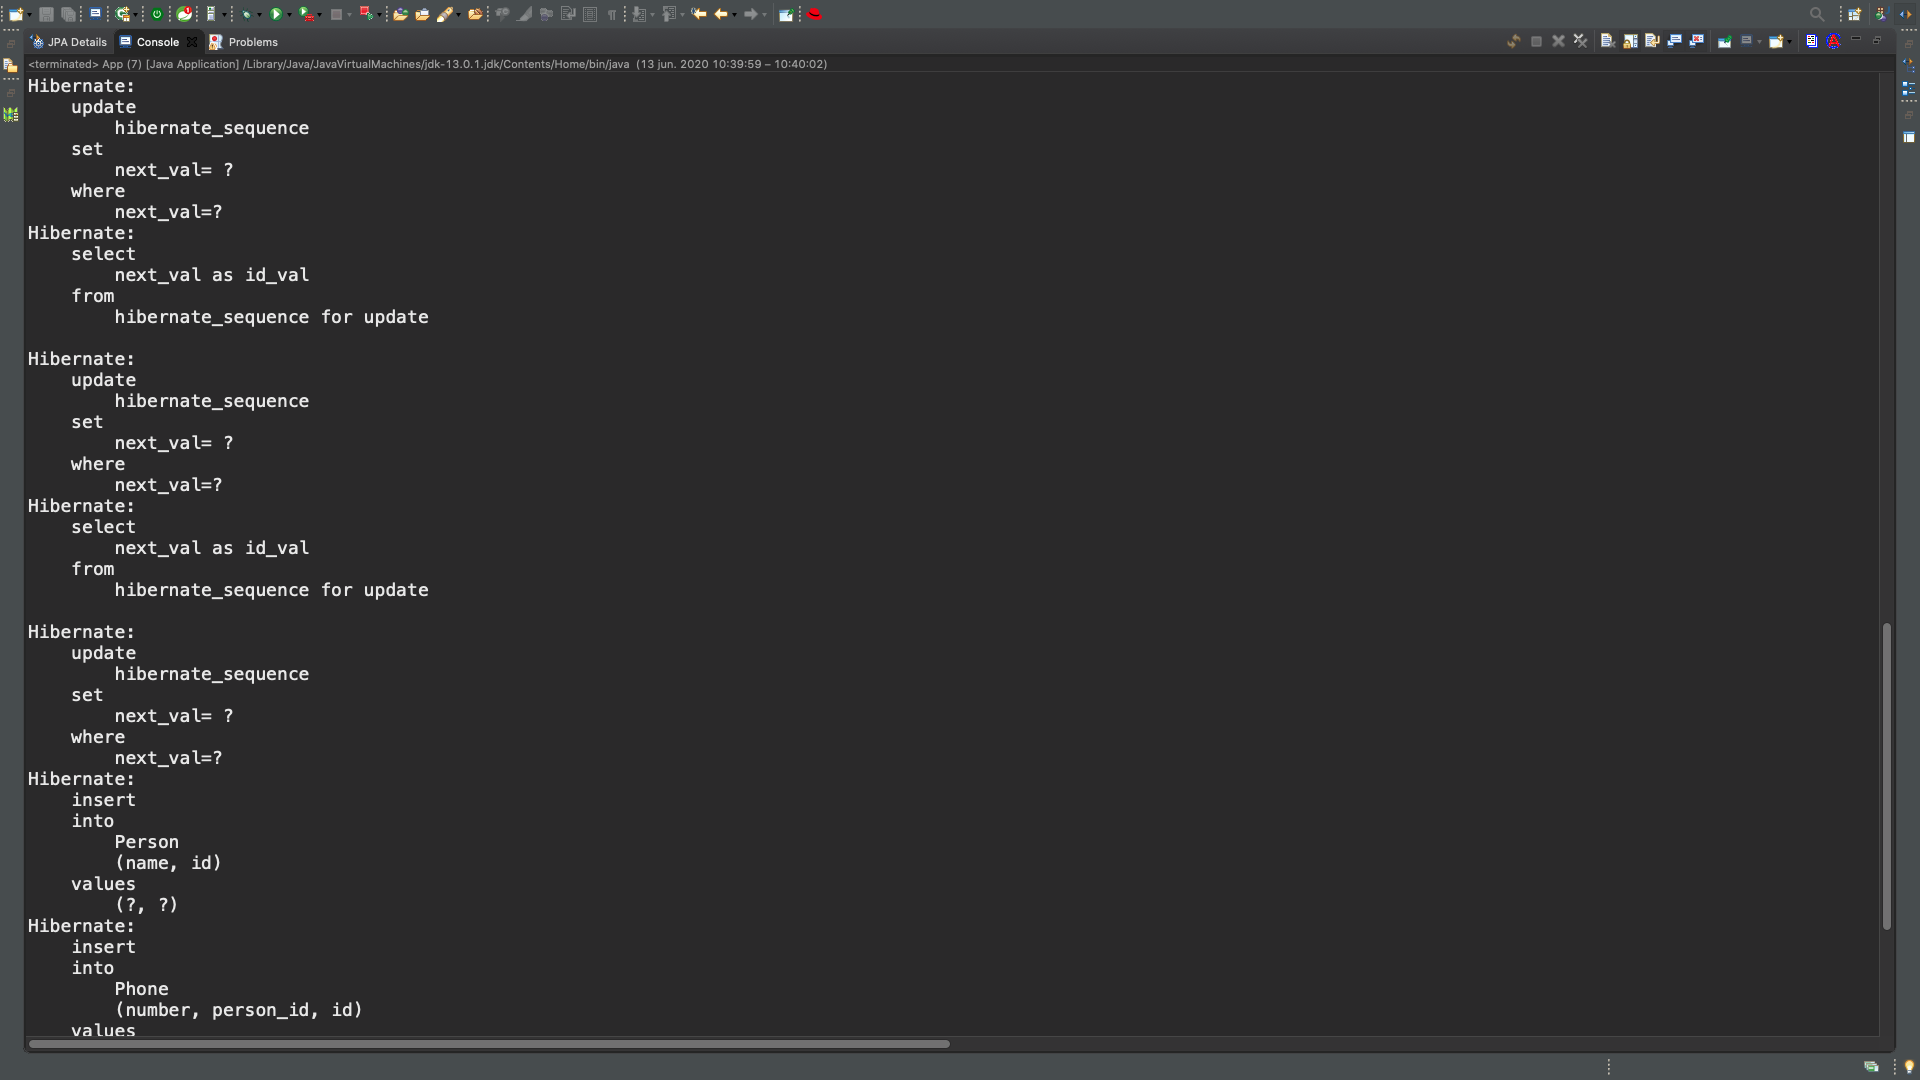 JPA Details Console Problems
<terminated> App (7) [Java Application] /Library/Java/JavaVirtualMachines/jdk-13.0.1.jdk/Contents/Home/bin/java (13 jun. 2020 10:39:59 – 10:40:02)
Hibernate:
    update
        hibernate_sequence
    set
        next_val= ?
    where
        next_val=?
Hibernate:
    select
        next_val as id_val
    from
        hibernate_sequence for update

Hibernate:
    update
        hibernate_sequence
    set
        next_val= ?
    where
        next_val=?
Hibernate:
    select
        next_val as id_val
    from
        hibernate_sequence for update

Hibernate:
    update
        hibernate_sequence
    set
        next_val= ?
    where
        next_val=?
Hibernate:
    insert
    into
        Person
        (name, id)
    values
        (?, ?)
Hibernate:
    insert
    into
        Phone
        (number, person_id, id)
    values